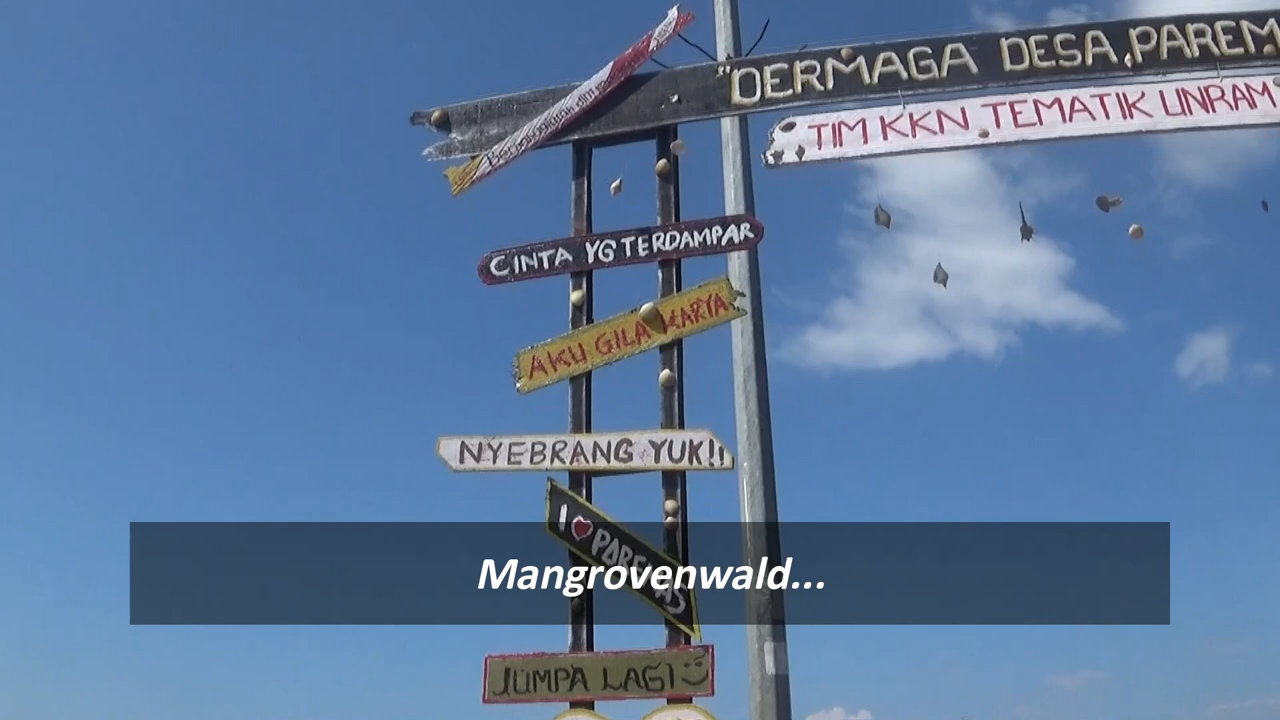 "DERMAGA DESA PAREM
TIM KKN TEMATIK UNRAM
CINTA YG TERDAMPAR
AKU GILA KARYA
NYEBRANG YUK!!
I ❤ PAREMAS
Mangrovenwald...
JUMPA LAGI